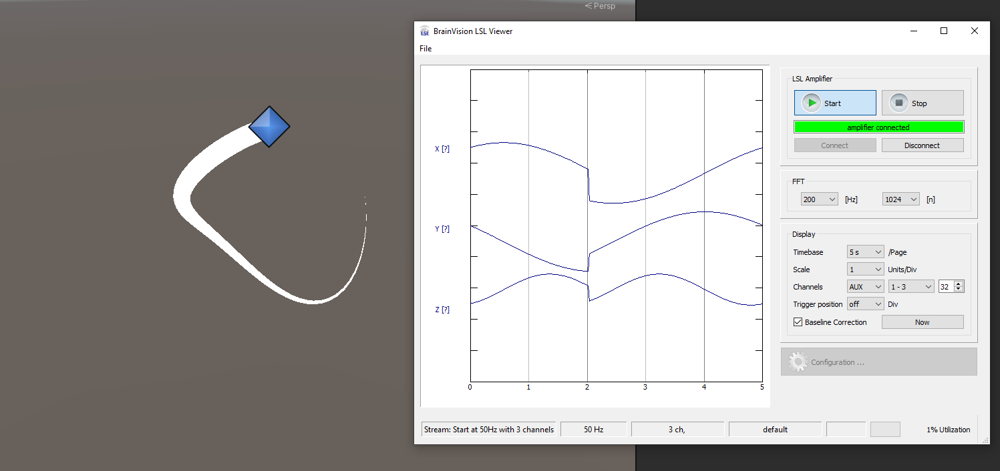 Persp
LSL
BrainVision LSL Viewer
File
X [?]
Y [?]
Z [?]
0 1 2 3 4 5
LSL Amplifier
Start Stop
amplifier connected
Connect Disconnect
FFT
200 [Hz] 1024 [n]
Display
Timebase 5 s /Page
Scale 1 Units/Div
Channels AUX 1 - 3 32
Trigger position off Div
Baseline Correction Now
Configuration ...
Stream: Start at 50Hz with 3 channels 50 Hz 3 ch, default 1% Utilization